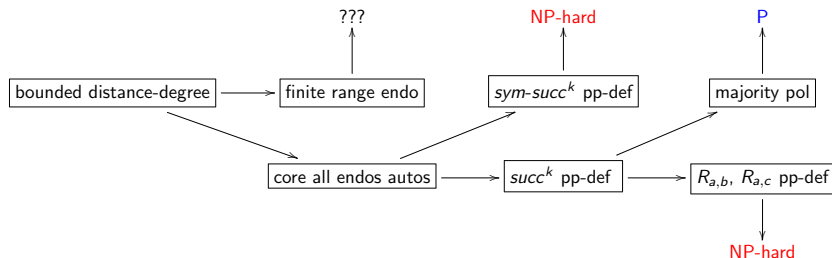 ??? NP-hard P
bounded distance-degree finite range endo sym-succ^k pp-def majority pol
core all endos autos succ^k pp-def R_{a,b}, R_{a,c} pp-def
NP-hard